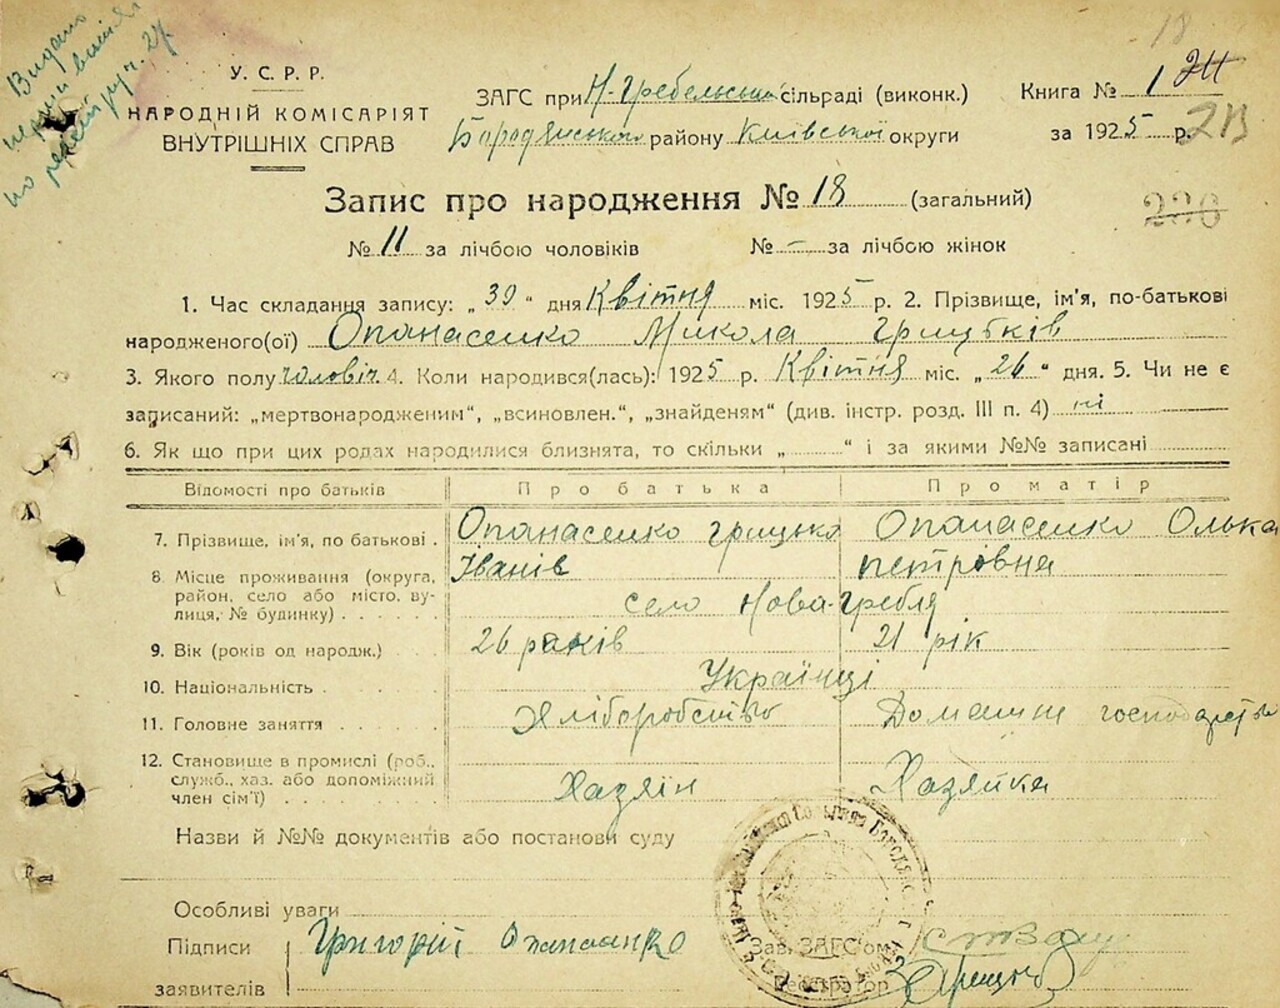 18
Видано
У. С. Р. Р.
НАРОДНІЙ КОМІСАРІЯТ
ВНУТРІШНІХ СПРАВ
ЗАГС при Н-Гребельській сільраді (виконк.)
Бородянського району Київської округи
Книга № 1
за 1925 р.
Запис про народження № 18 (загальний)
№ 11 за лічбою чоловіків № – за лічбою жінок
1. Час складання запису: „30“ дня Квітня міс. 1925 р. 2. Прізвище, ім'я, по-батькові
народженого(ої) Опанасенко Микола Грицьків
3. Якого полу чоловіч. 4. Коли народився(лась): 1925 р. Квітня міс. „26“ дня. 5. Чи не є
записаний: „мертвонародженим“, „всиновлен.“, „знайденям“ (див. інстр. розд. III п. 4) ні
6. Як що при цих родах народилися близнята, то скільки „ “ і за якими №№ записані
Відомості про батьків Про батька Про матір
7. Прізвище, ім'я, по батькові . Опанасенко Грицько Опанасенко Олька
Іванів петрівна
8. Місце проживання (округа,
район, село або місто, ву-
лиця, № будинку) . . . . . . село Нова-Гребля
9. Вік (років од народж.) 26 років 21 рік
10. Національність . Українці
11. Головне заняття . . . . . Хліборобство Домашне господарство
12. Становище в промислі (роб.,
служб., хаз. або допоміжний
член сім'ї) . . . . . . . . Хазяїн Хазяйка
Назви й №№ документів або постанови суду
Особливі уваги
Підписи Григорій Опанасенко Зав. ЗАГС'ом
заявителів Реєстратор